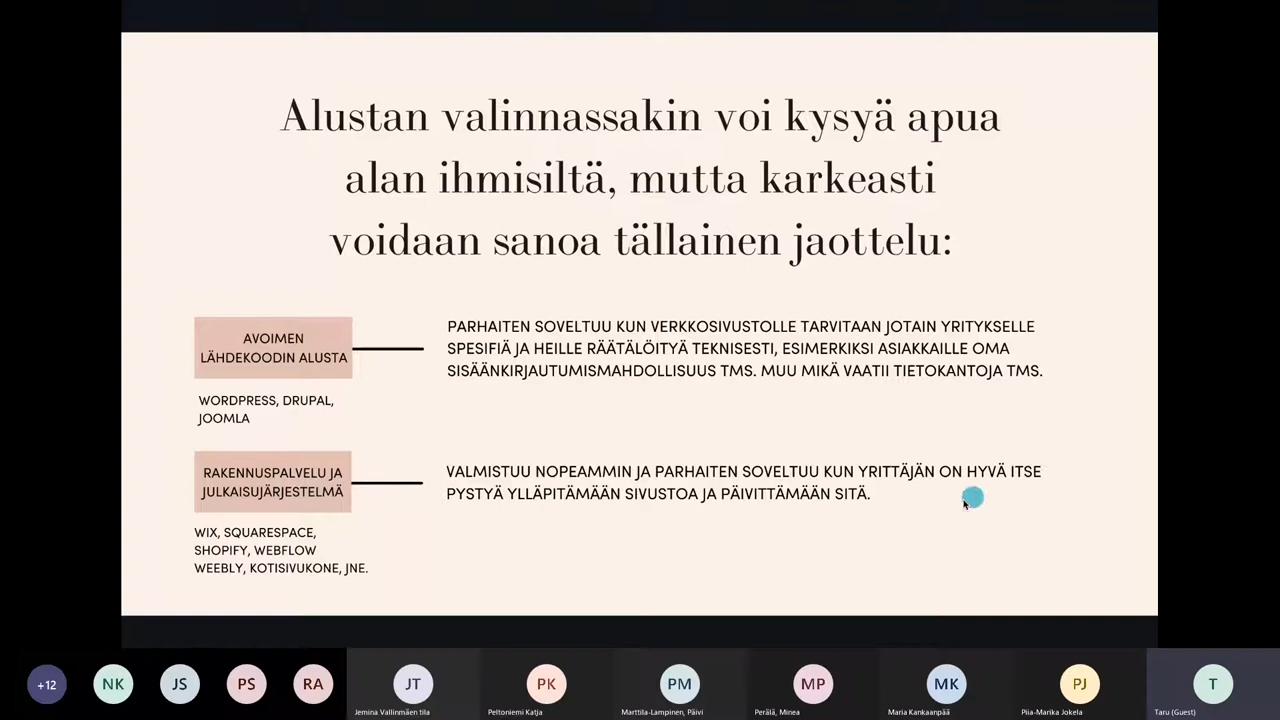 Alustan valinnassakin voi kysyä apua
alan ihmisiltä, mutta karkeasti
voidaan sanoa tällainen jaottelu:
AVOIMEN
LÄHDEKOODIN ALUSTA
PARHAITEN SOVELTUU KUN VERKKOSIVUSTOLLE TARVITAAN JOTAIN YRITYKSELLE
SPESIFIÄ JA HEILLE RÄÄTÄLÖITYÄ TEKNISESTI, ESIMERKIKSI ASIAKKAILLE OMA
SISÄÄNKIRJAUTUMISMAHDOLLISUUS TMS. MUU MIKÄ VAATII TIETOKANTOJA TMS.
WORDPRESS, DRUPAL,
JOOMLA
RAKENNUSPALVELU JA
JULKAISUJÄRJESTELMÄ
VALMISTUU NOPEAMMIN JA PARHAITEN SOVELTUU KUN YRITTÄJÄN ON HYVÄ ITSE
PYSTYÄ YLLÄPITÄMÄÄN SIVUSTOA JA PÄIVITTÄMÄÄN SITÄ.
WIX, SQUARESPACE,
SHOPIFY, WEBFLOW
WEEBLY, KOTISIVUKONE, JNE.
+12
NK
JS
PS
RA
JT
PK
PM
MP
MK
PJ
T
Jemina Vallinmäen tila
Peltoniemi Katja
Marttila-Lampinen, Päivi
Perälä, Minea
Maria Kankaanpää
Piia-Marika Jokela
Taru (Guest)